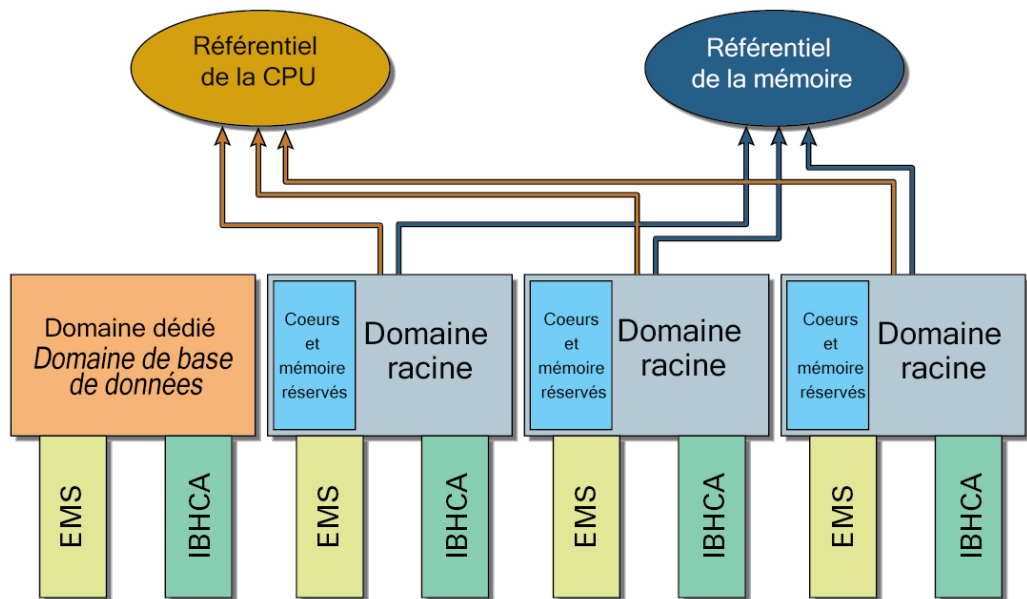 Référentiel
de la CPU
Référentiel
de la mémoire
Domaine dédié
Domaine de base
de données
Coeurs
et
mémoire
réservés
Domaine
racine
Coeurs
et
mémoire
réservés
Domaine
racine
Coeurs
et
mémoire
réservés
Domaine
racine
EMS
IBHCA
EMS
IBHCA
EMS
IBHCA
EMS
IBHCA